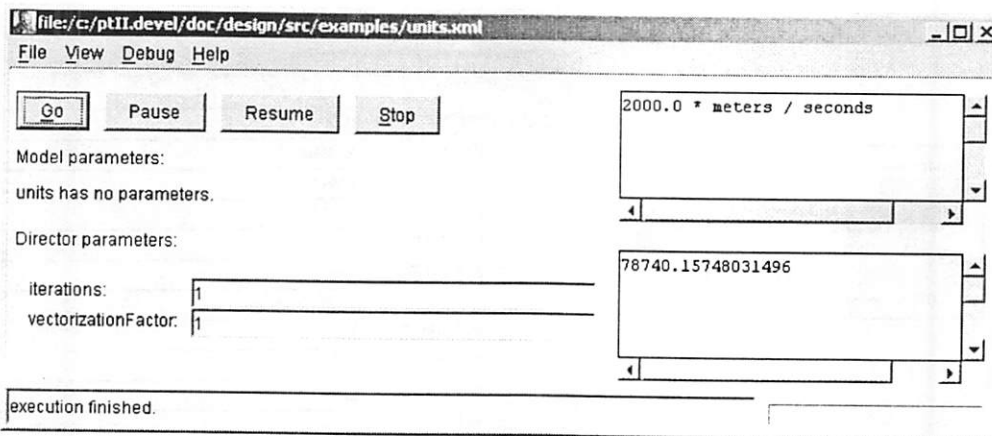 file:/c:/ptII.devel/doc/design/src/examples/units.xml
File View Debug Help
Go Pause Resume Stop
Model parameters:
units has no parameters.
Director parameters:
iterations: 1
vectorizationFactor: 1
2000.0 * meters / seconds
78740.15748031496
execution finished.